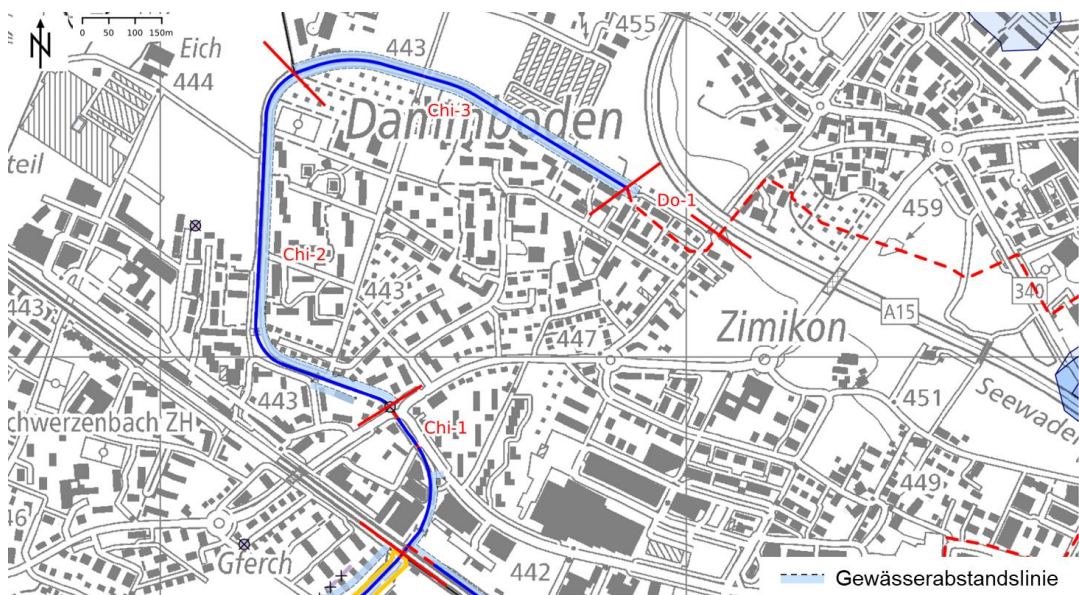 N
0 50 100 150m
Eich
444
443
455
Dammboden
Chi-3
teil
Do-1
459
Chi-2
443
443
340
A15
Zimikon
447
443
451
Seewaden
chwerzenbach ZH
Chi-1
449
46
Gferch
442
Gewässerabstandslinie